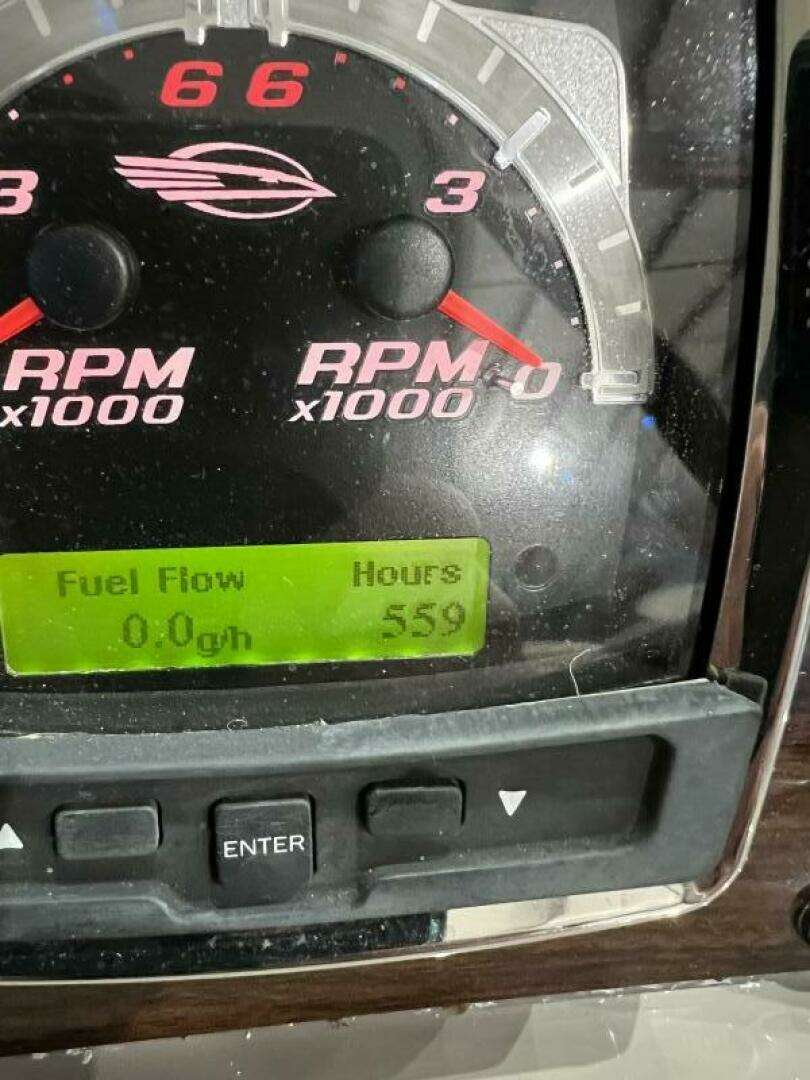 6 6
3 3
RPM RPM
x1000 x1000 0
Fuel Flow Hours
0.0g/h 559
ENTER